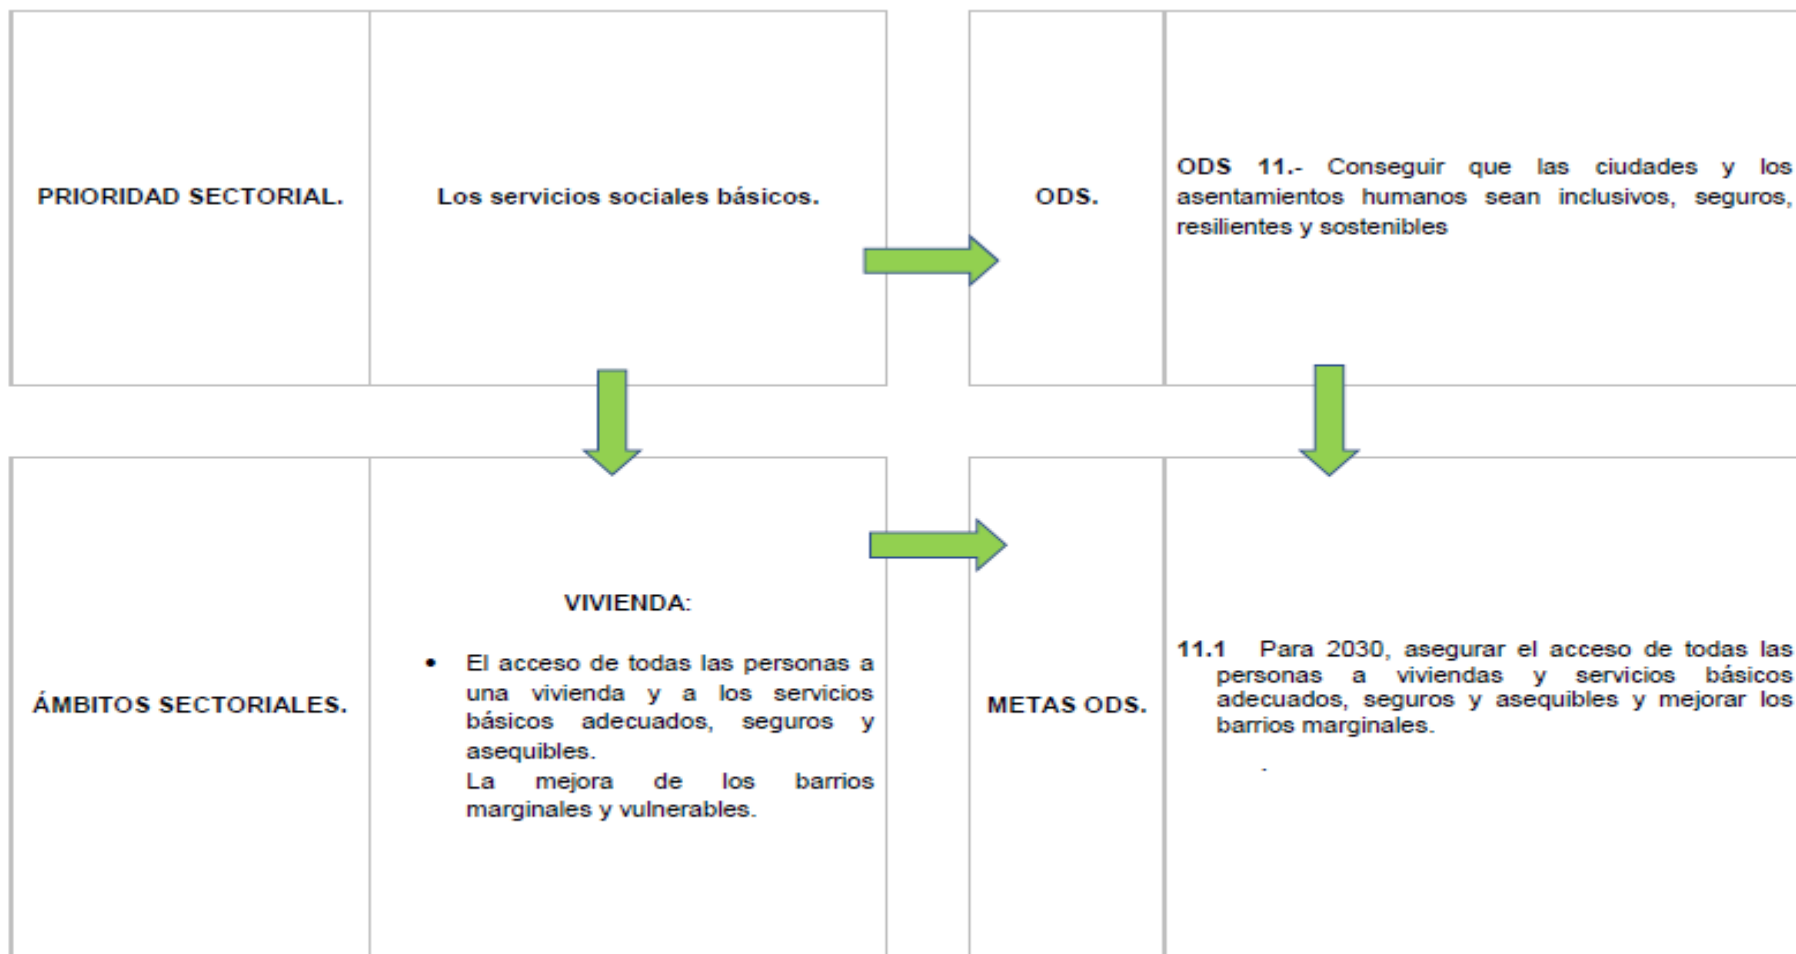 PRIORIDAD SECTORIAL.
Los servicios sociales básicos.
ODS.
ODS 11.- Conseguir que las ciudades y los
asentamientos humanos sean inclusivos, seguros,
resilientes y sostenibles
ÁMBITOS SECTORIALES.
VIVIENDA:
• El acceso de todas las personas a
una vivienda y a los servicios
básicos adecuados, seguros y
asequibles.
La mejora de los barrios
marginales y vulnerables.
METAS ODS.
11.1 Para 2030, asegurar el acceso de todas las
personas a viviendas y servicios básicos
adecuados, seguros y asequibles y mejorar los
barrios marginales.
.